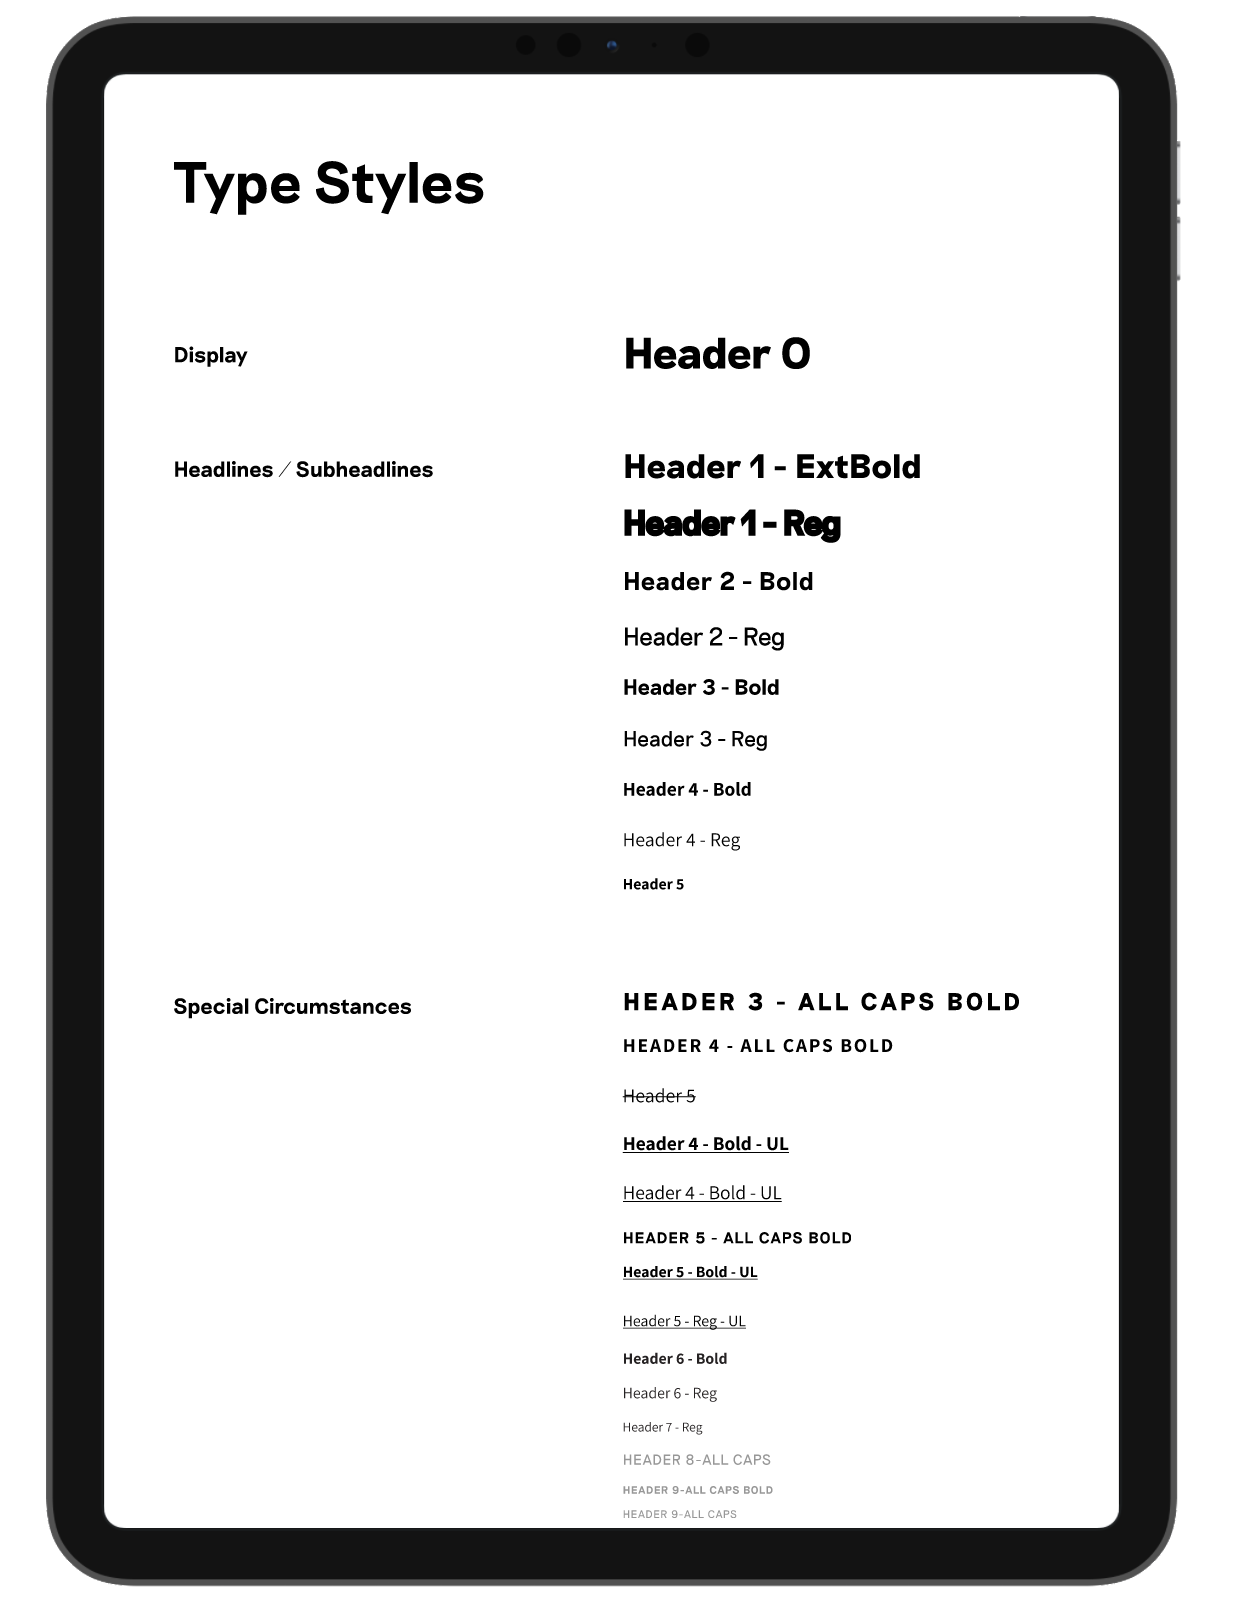 Type Styles
Display
Header 0
Headlines / Subheadlines
Header 1 - ExtBold
Header 1 - Reg
Header 2 - Bold
Header 2 - Reg
Header 3 - Bold
Header 3 - Reg
Header 4 - Bold
Header 4 - Reg
Header 5
Special Circumstances
HEADER 3 - ALL CAPS BOLD
HEADER 4 - ALL CAPS BOLD
Header 5
Header 4 - Bold - UL
Header 4 - Bold - UL
HEADER 5 - ALL CAPS BOLD
Header 5 - Bold - UL
Header 5 - Reg - UL
Header 6 - Bold
Header 6 - Reg
Header 7 - Reg
HEADER 8-ALL CAPS
HEADER 9-ALL CAPS BOLD
HEADER 9-ALL CAPS